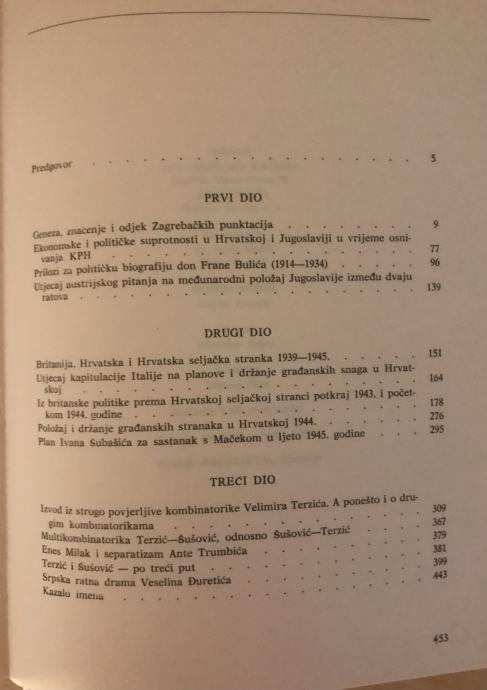 Predgovor . . . . . . . . . . . . . . . . . 5
PRVI DIO
Geneza, značenje i odjek Zagrebačkih punktacija . . . . . . . 9
Ekonomske i političke suprotnosti u Hrvatskoj i Jugoslaviji u vrijeme osni-
vanja KPH . . . . . . . . . . . . . . . . . 77
Prilozi za političku biografiju don Frane Bulića (1914—1934) . . . . 96
Utjecaj austrijskog pitanja na međunarodni položaj Jugoslavije između dvaju
ratova . . . . . . . . . . . . . . . . . . 139
DRUGI DIO
Britanija, Hrvatska i Hrvatska seljačka stranka 1939—1945. . . . . 151
Utjecaj kapitulacije Italije na planove i držanje građanskih snaga u Hrvat-
skoj . . . . . . . . . . . . . . . . . . 164
Iz britanske politike prema Hrvatskoj seljačkoj stranci potkraj 1943. i počet-
kom 1944. godine . . . . . . . . . . . . . . 178
Položaj i držanje građanskih stranaka u Hrvatskoj 1944. . . . . . 276
Plan Ivana Šubašića za sastanak s Mačekom u ljeto 1945. godine . . . 295
TREĆI DIO
Izvod iz strogo povjerljive kombinatorike Velimira Terzića. A ponešto i o dru-
gim kombinatorikama . . . . . . . . . . . . . 309
Multikombinatorika Terzić—Šušović, odnosno Šušović—Terzić . . . . 367
Enes Milak i separatizam Ante Trumbića . . . . . . . . . 379
Terzić i Šušović — po treći put . . . . . . . . . . . 381
Srpska ratna drama Veselina Đuretića . . . . . . . . . . 399
Kazalo imena . . . . . . . . . . . . . . . . 443
453